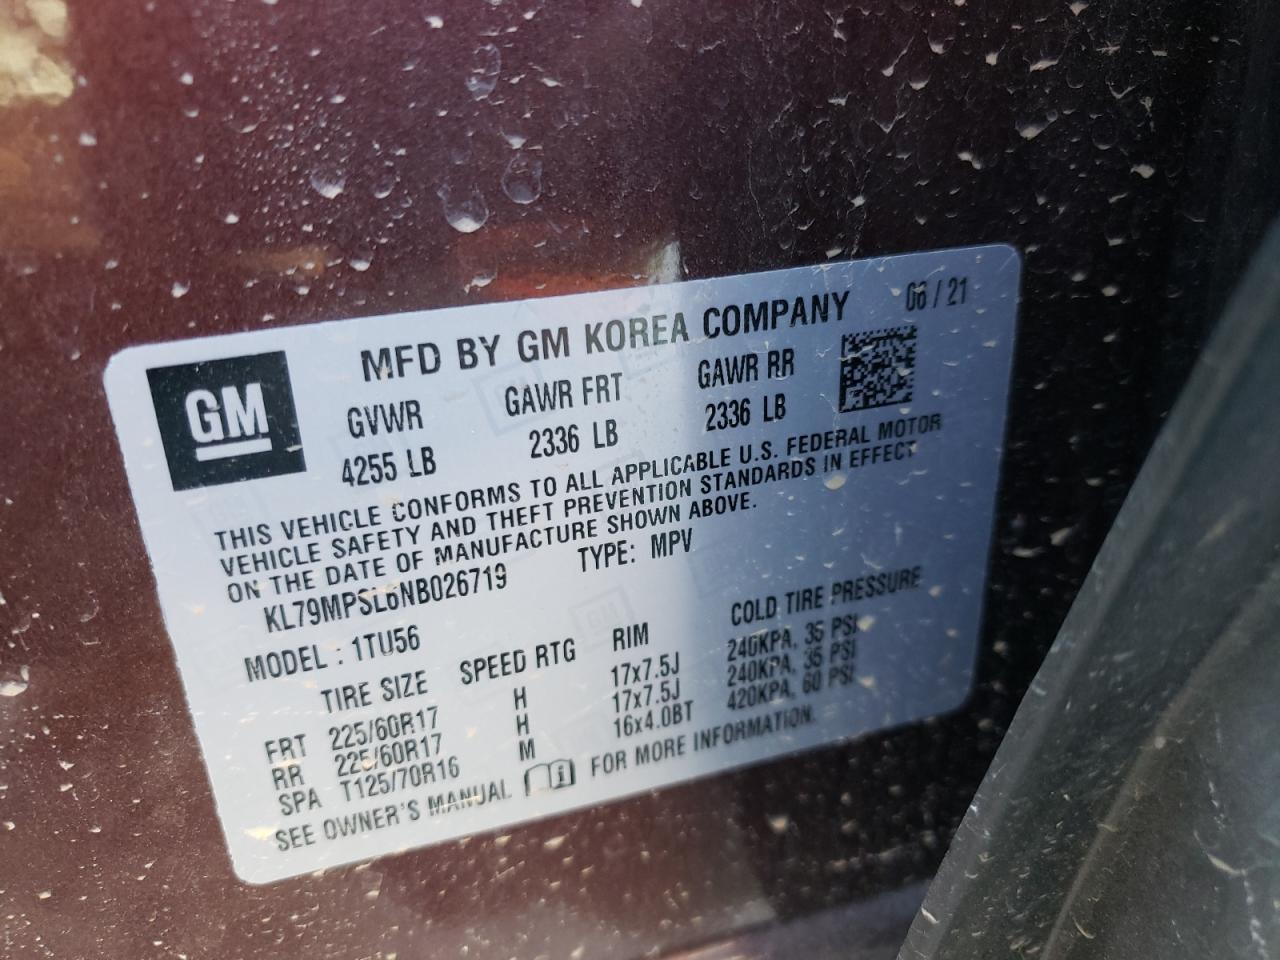 MFD BY GM KOREA COMPANY 06 / 21
GM
GVWR GAWR FRT GAWR RR
4255 LB 2336 LB 2336 LB
THIS VEHICLE CONFORMS TO ALL APPLICABLE U.S. FEDERAL MOTOR
VEHICLE SAFETY AND THEFT PREVENTION STANDARDS IN EFFECT
ON THE DATE OF MANUFACTURE SHOWN ABOVE.
KL79MPSL6NB026719 TYPE: MPV
MODEL : 1TU56
TIRE SIZE SPEED RTG RIM COLD TIRE PRESSURE
FRT 225/60R17 H 17x7.5J 240KPA, 35 PSI
RR 225/60R17 H 17x7.5J 240KPA, 35 PSI
SPA T125/70R16 M 16x4.0BT 420KPA, 60 PSI
SEE OWNER'S MANUAL FOR MORE INFORMATION.